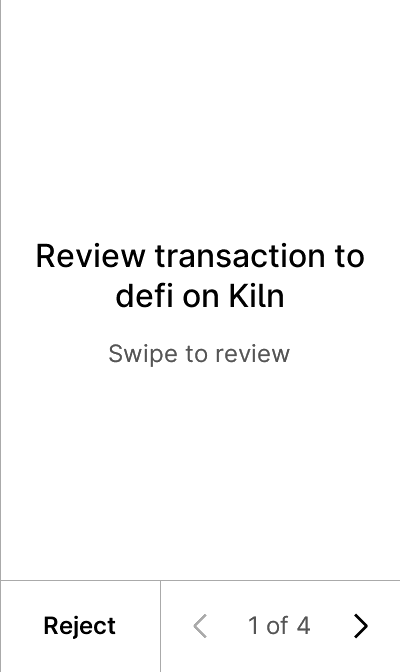 Review transaction to
defi on Kiln
Swipe to review
Reject
1 of 4